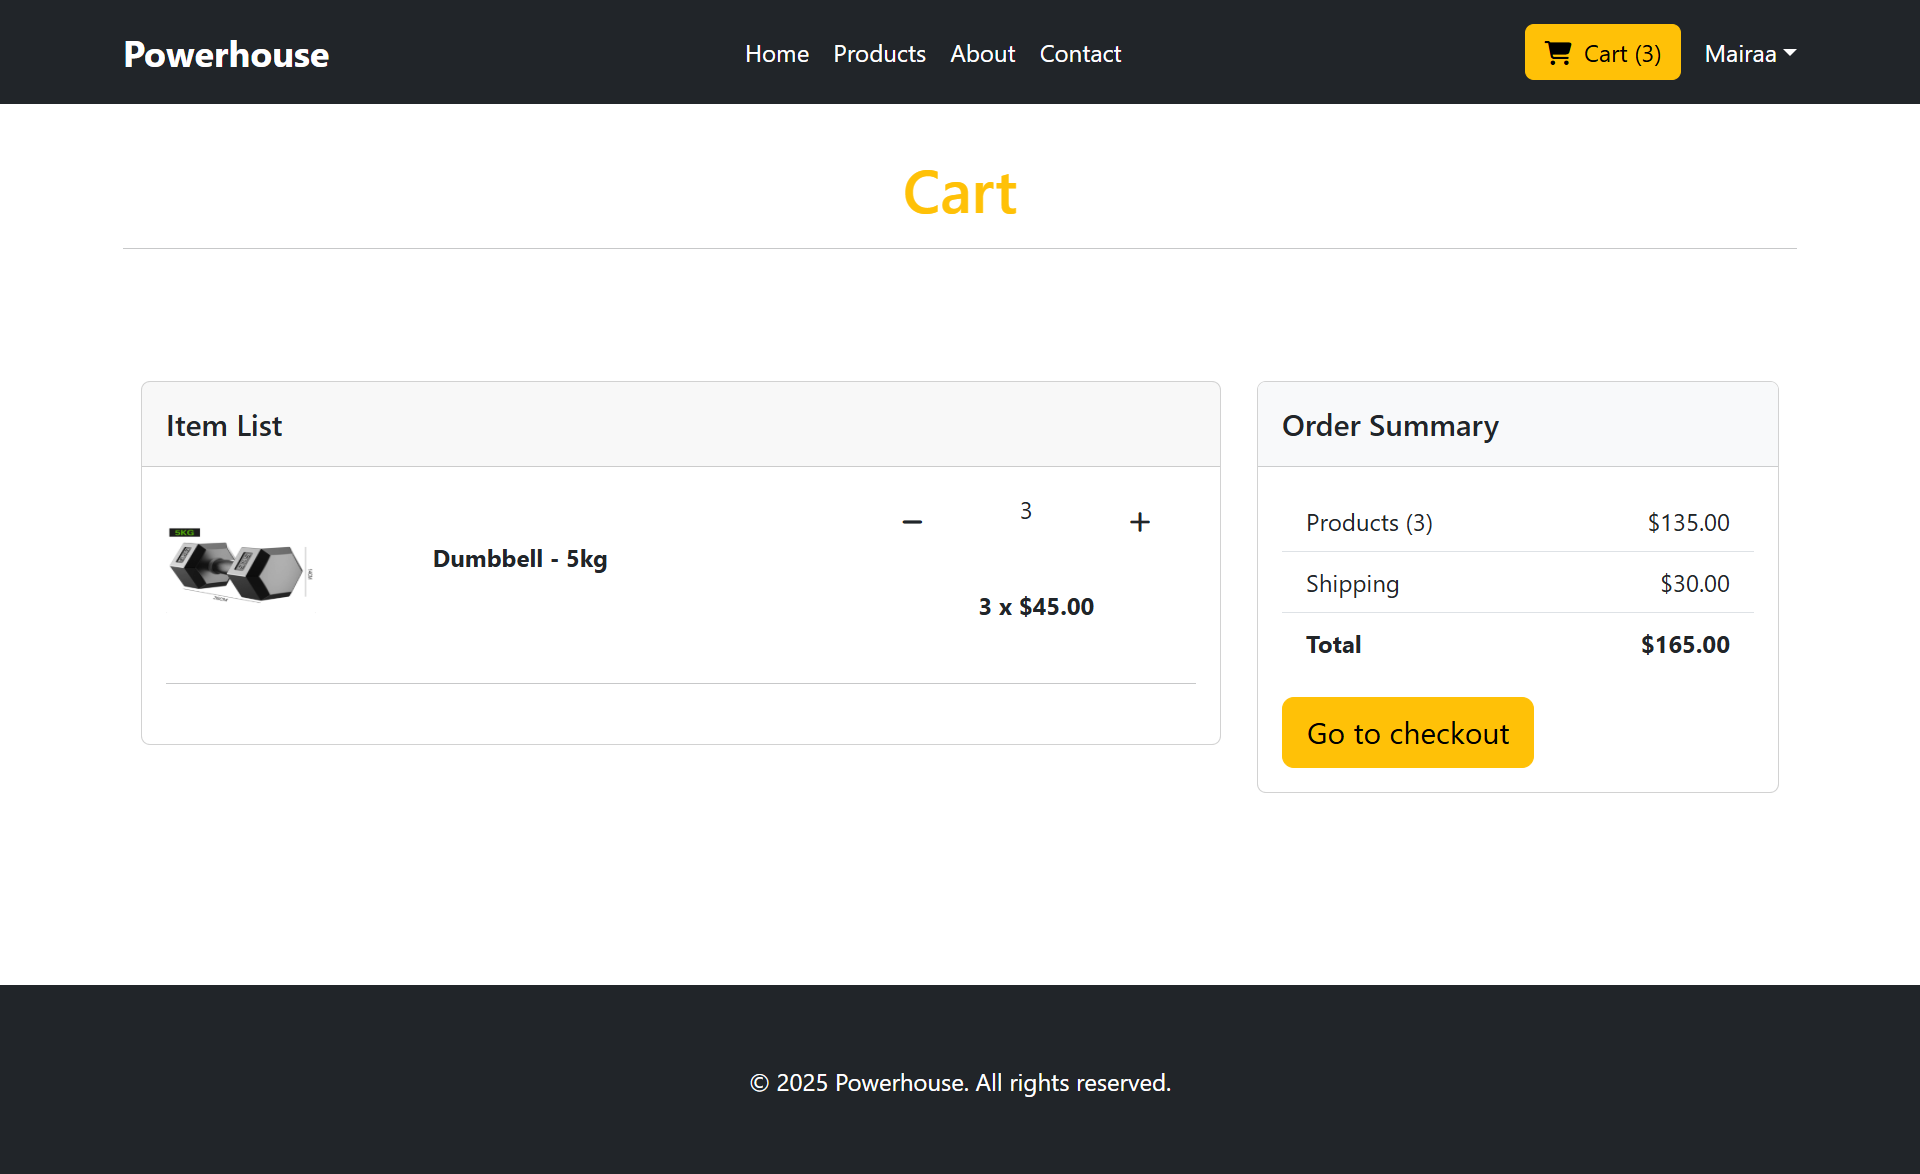 Powerhouse
Home Products About Contact
Cart (3)
Mairaa
Cart
Item List
5KG
Dumbbell - 5kg
3
3 x $45.00
Order Summary
Products (3) $135.00
Shipping $30.00
Total $165.00
Go to checkout
© 2025 Powerhouse. All rights reserved.